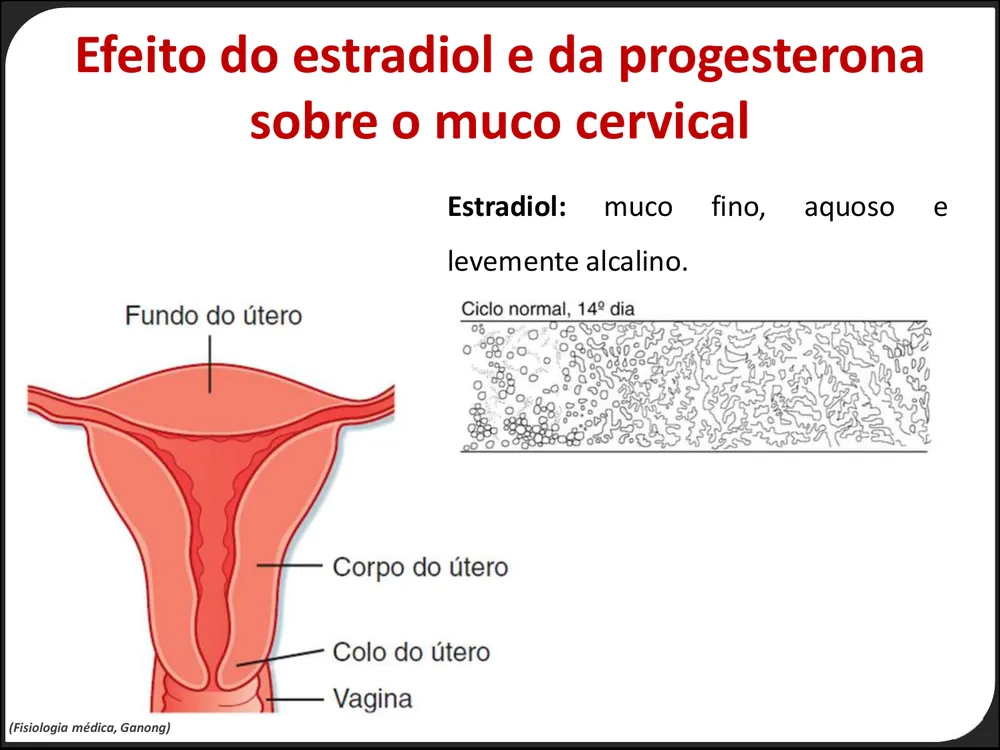 Efeito do estradiol e da progesterona
sobre o muco cervical
Estradiol: muco fino, aquoso e
levemente alcalino.
Ciclo normal, 14º dia
Fundo do útero
Corpo do útero
Colo do útero
Vagina
(Fisiologia médica, Ganong)